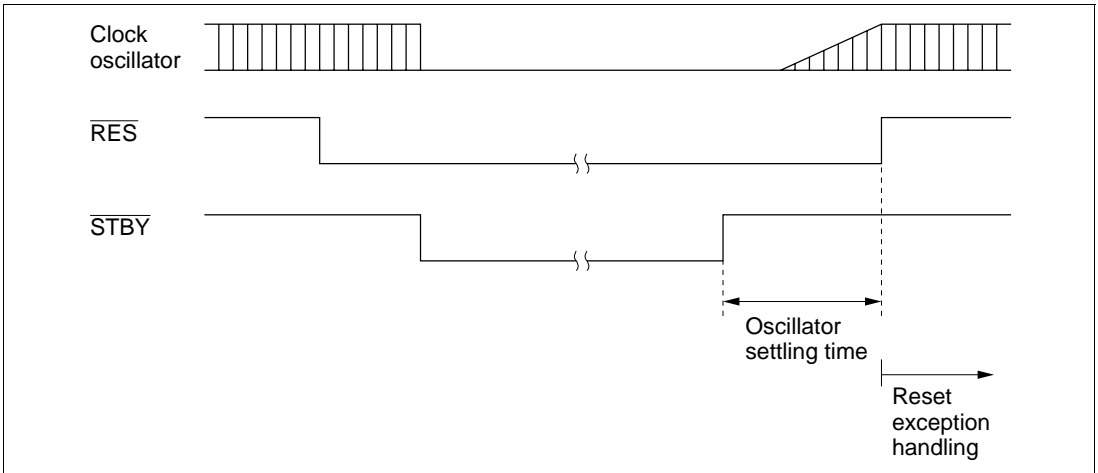 Clock
oscillator
RES
STBY
Oscillator
settling time
Reset
exception
handling